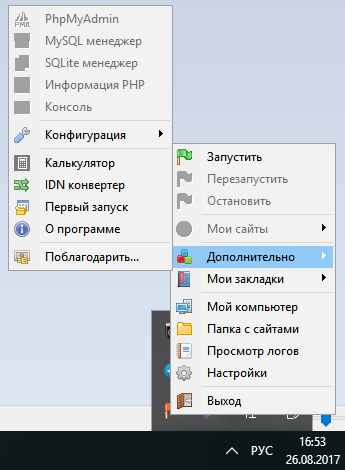 PhpMyAdmin
MySQL менеджер
SQLite менеджер
Информация PHP
Консоль
Конфигурация
Калькулятор
IDN конвертер
Первый запуск
О программе
Поблагодарить...
Запустить
Перезапустить
Остановить
Мои сайты
Дополнительно
Мои закладки
Мой компьютер
Папка с сайтами
Просмотр логов
Настройки
Выход
РУС
16:53
26.08.2017